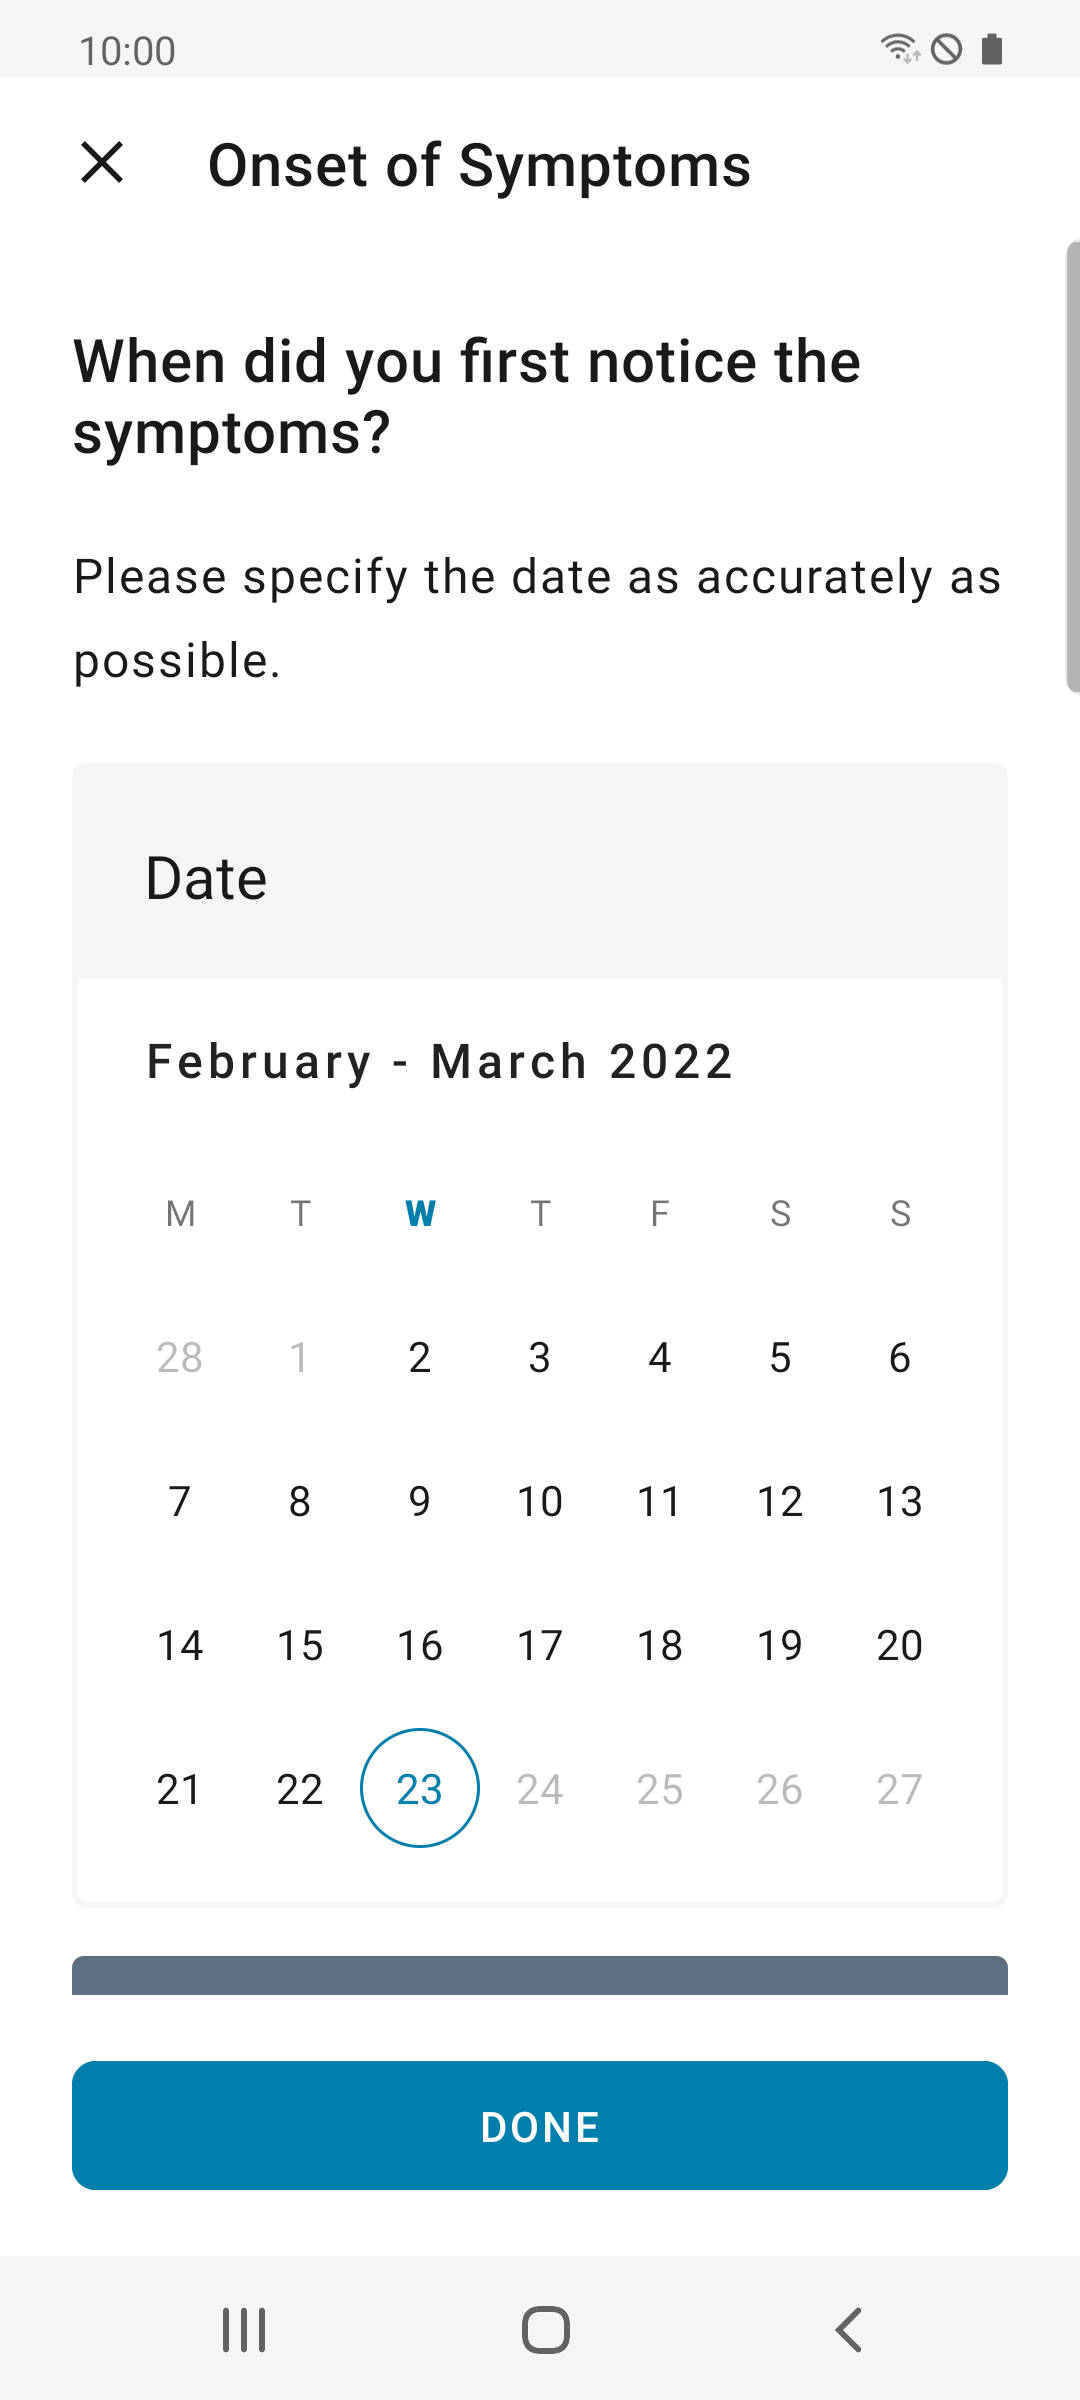 10:00
Onset of Symptoms
When did you first notice the
symptoms?
Please specify the date as accurately as
possible.
Date
February - March 2022
M T W T F S S
28 1 2 3 4 5 6
7 8 9 10 11 12 13
14 15 16 17 18 19 20
21 22 23 24 25 26 27
DONE